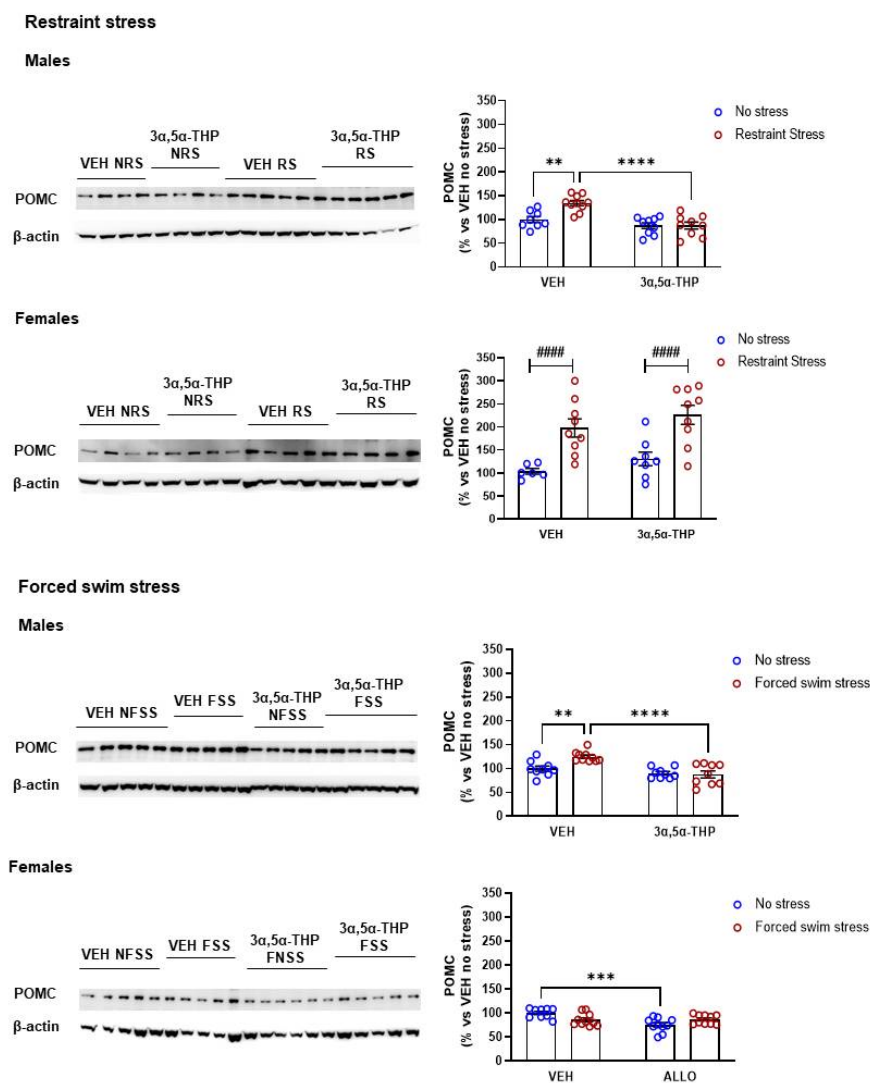 Restraint stress
Males
VEH NRS
3α,5α-THP
NRS
VEH RS
3α,5α-THP
RS
POMC
β-actin
POMC
(% vs VEH no stress)
350
300
250
200
150
100
50
0
**
****
VEH
3α,5α-THP
No stress
Restraint Stress
Females
VEH NRS
3α,5α-THP
NRS
VEH RS
3α,5α-THP
RS
POMC
β-actin
POMC
(% vs VEH no stress)
350
300
250
200
150
100
50
0
####
####
VEH
3α,5α-THP
No stress
Restraint Stress
Forced swim stress
Males
VEH NFSS
VEH FSS
3α,5α-THP
NFSS
3α,5α-THP
FSS
POMC
β-actin
POMC
(% vs VEH no stress)
350
300
250
200
150
100
50
0
**
****
VEH
3α,5α-THP
No stress
Forced swim stress
Females
VEH NFSS
VEH FSS
3α,5α-THP
FNSS
3α,5α-THP
FSS
POMC
β-actin
POMC
(% vs VEH no stress)
350
300
250
200
150
100
50
0
***
VEH
ALLO
No stress
Forced swim stress